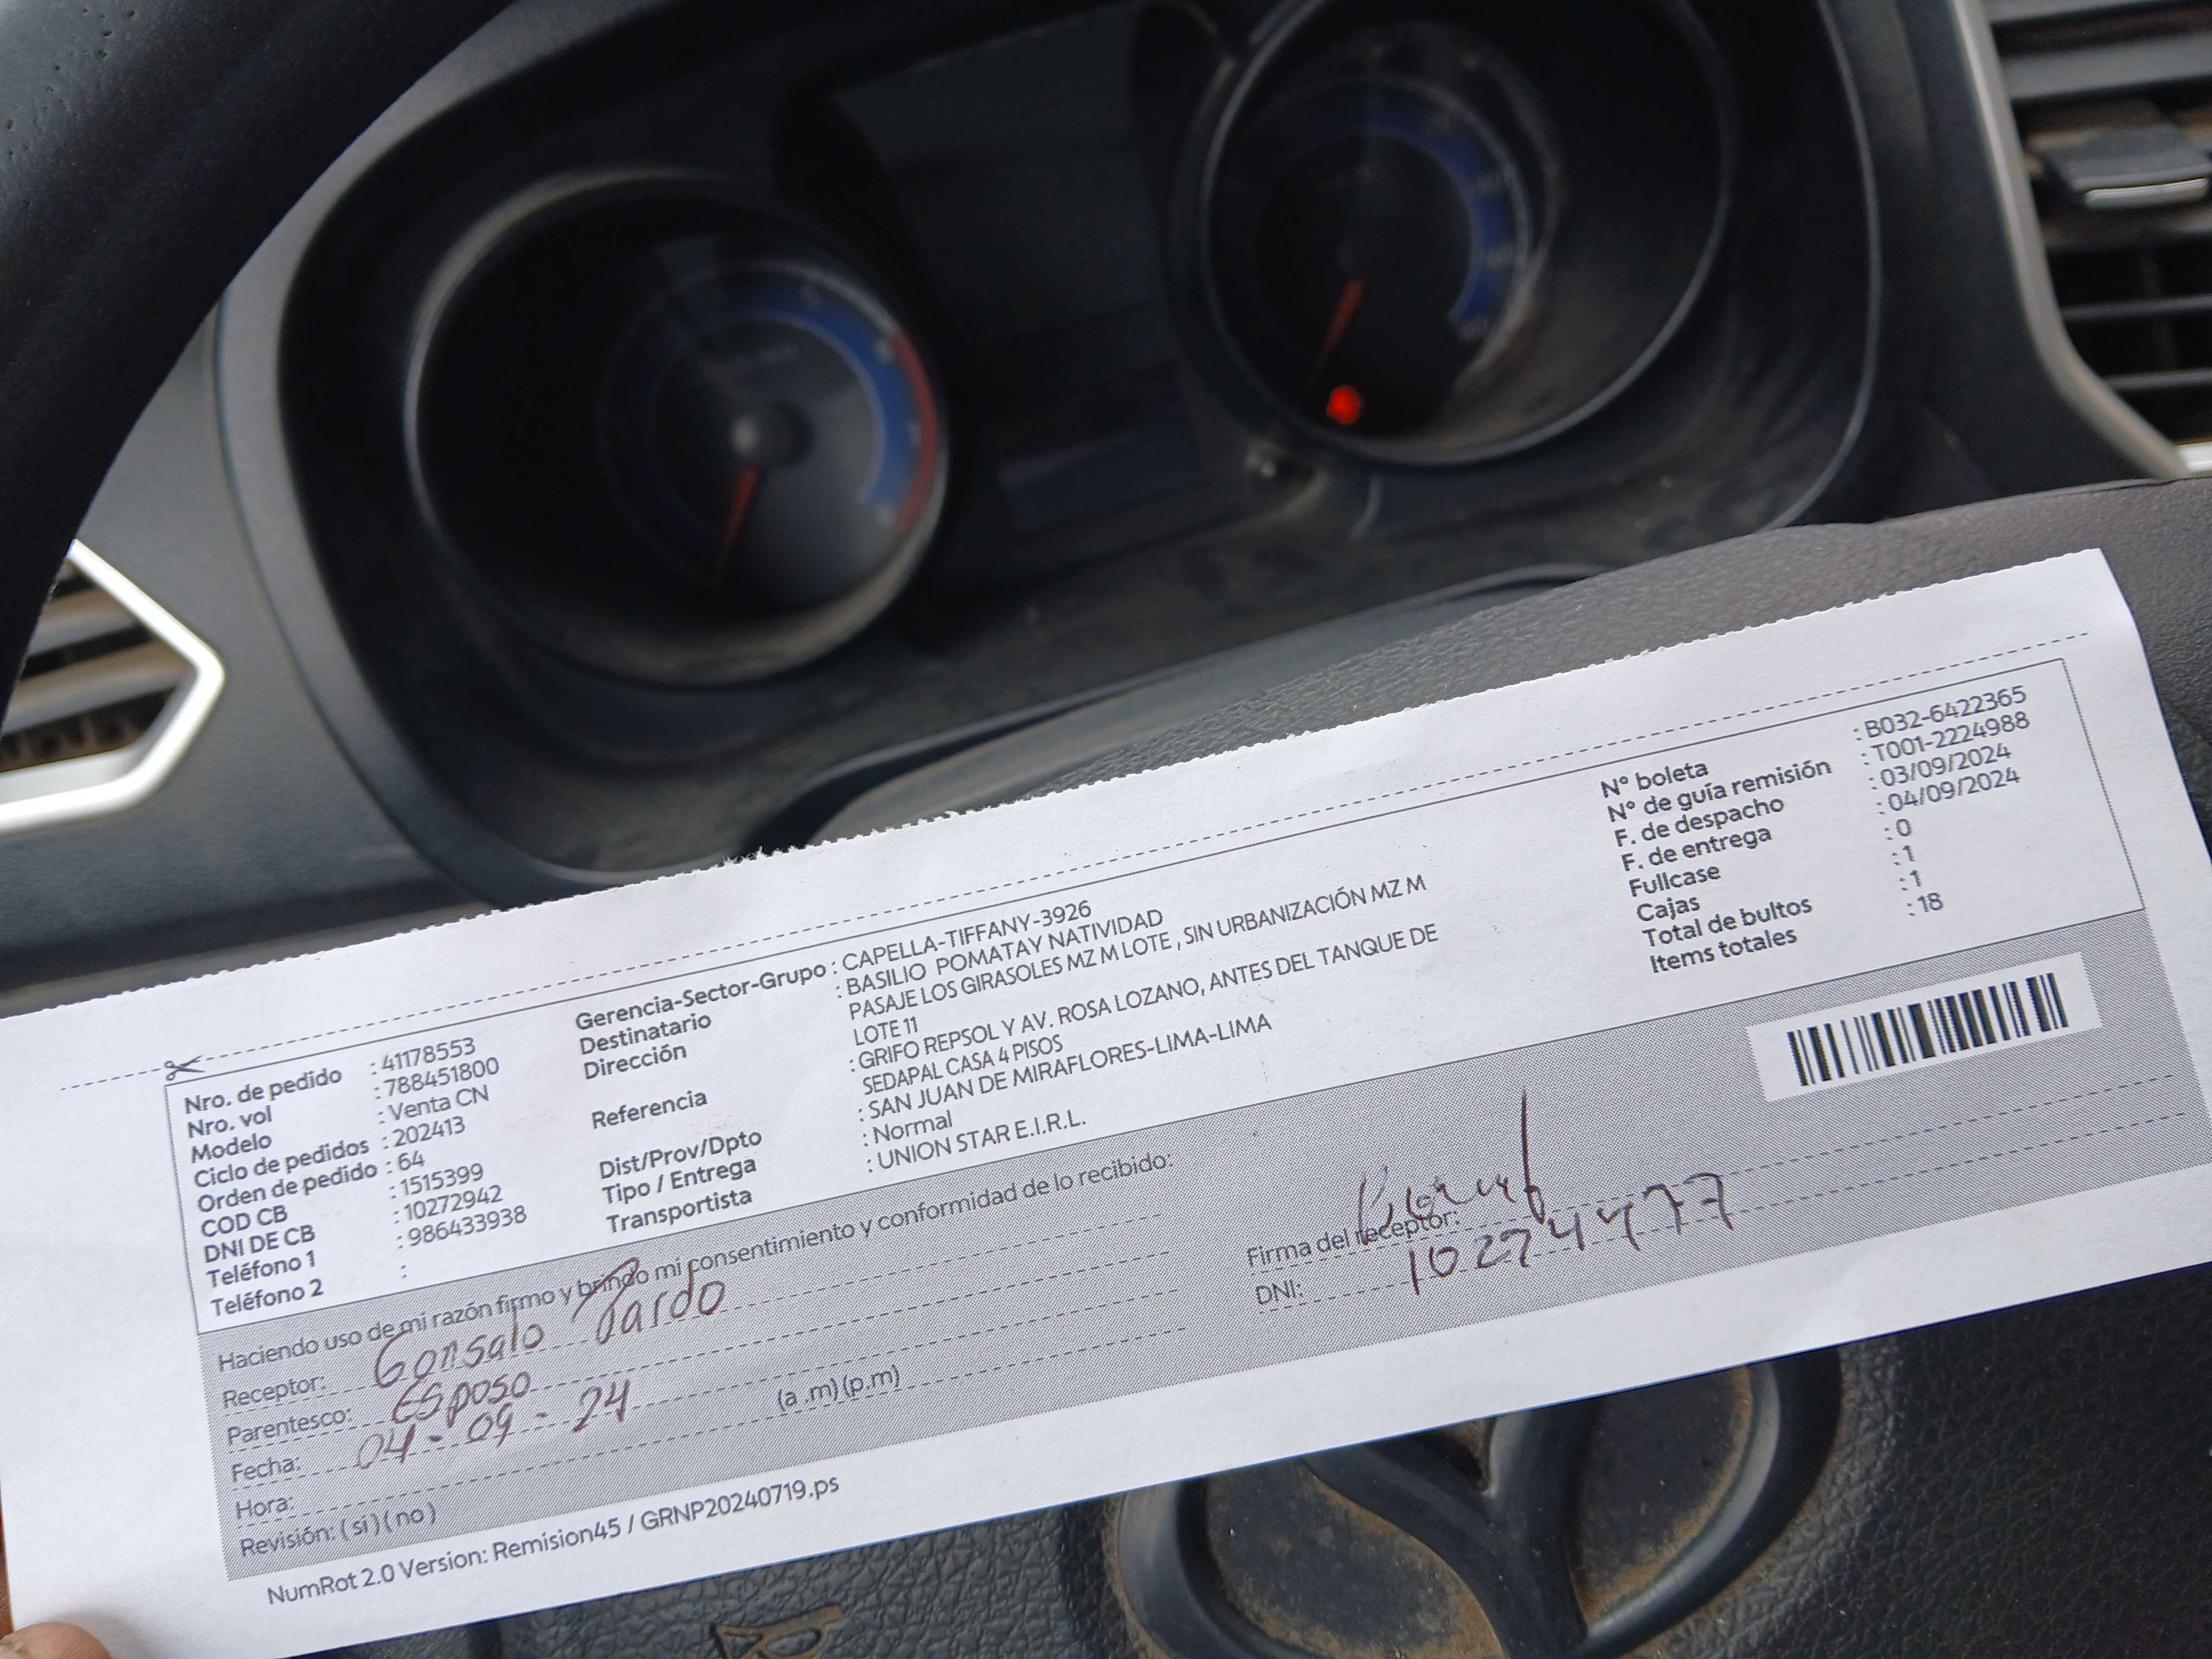 Nro. de pedido : 41178553
Nro. vol : 788451800
Modelo : Venta CN
Ciclo de pedidos : 202413
Orden de pedido : 64
COD CB : 1515399
DNI DE CB : 10272942
Teléfono 1 : 986433938
Teléfono 2 :
Gerencia-Sector-Grupo : CAPELLA-TIFFANY-3926
Destinatario : BASILIO POMATAY NATIVIDAD
Dirección PASAJE LOS GIRASOLES MZ M LOTE , SIN URBANIZACIÓN MZ M
LOTE 11
Referencia : GRIFO REPSOL Y AV. ROSA LOZANO, ANTES DEL TANQUE DE
SEDAPAL CASA 4 PISOS
Dist/Prov/Dpto : SAN JUAN DE MIRAFLORES-LIMA-LIMA
Tipo / Entrega : Normal
Transportista : UNION STAR E.I.R.L.
N° boleta : B032-6422365
N° de guía remisión : T001-2224988
F. de despacho : 03/09/2024
F. de entrega : 04/09/2024
Fullcase : 0
Cajas : 1
Total de bultos : 1
Items totales : 18
Haciendo uso de mi razón firmo y brindo mi consentimiento y conformidad de lo recibido:
Receptor: Gonsalo Pardo
Parentesco: Esposo
Fecha: 04-09-24
Hora: (a .m) (p.m)
Revisión: ( si ) ( no )
Firma del receptor:
DNI: 10274477
NumRot 2.0 Version: Remision45 / GRNP20240719.ps